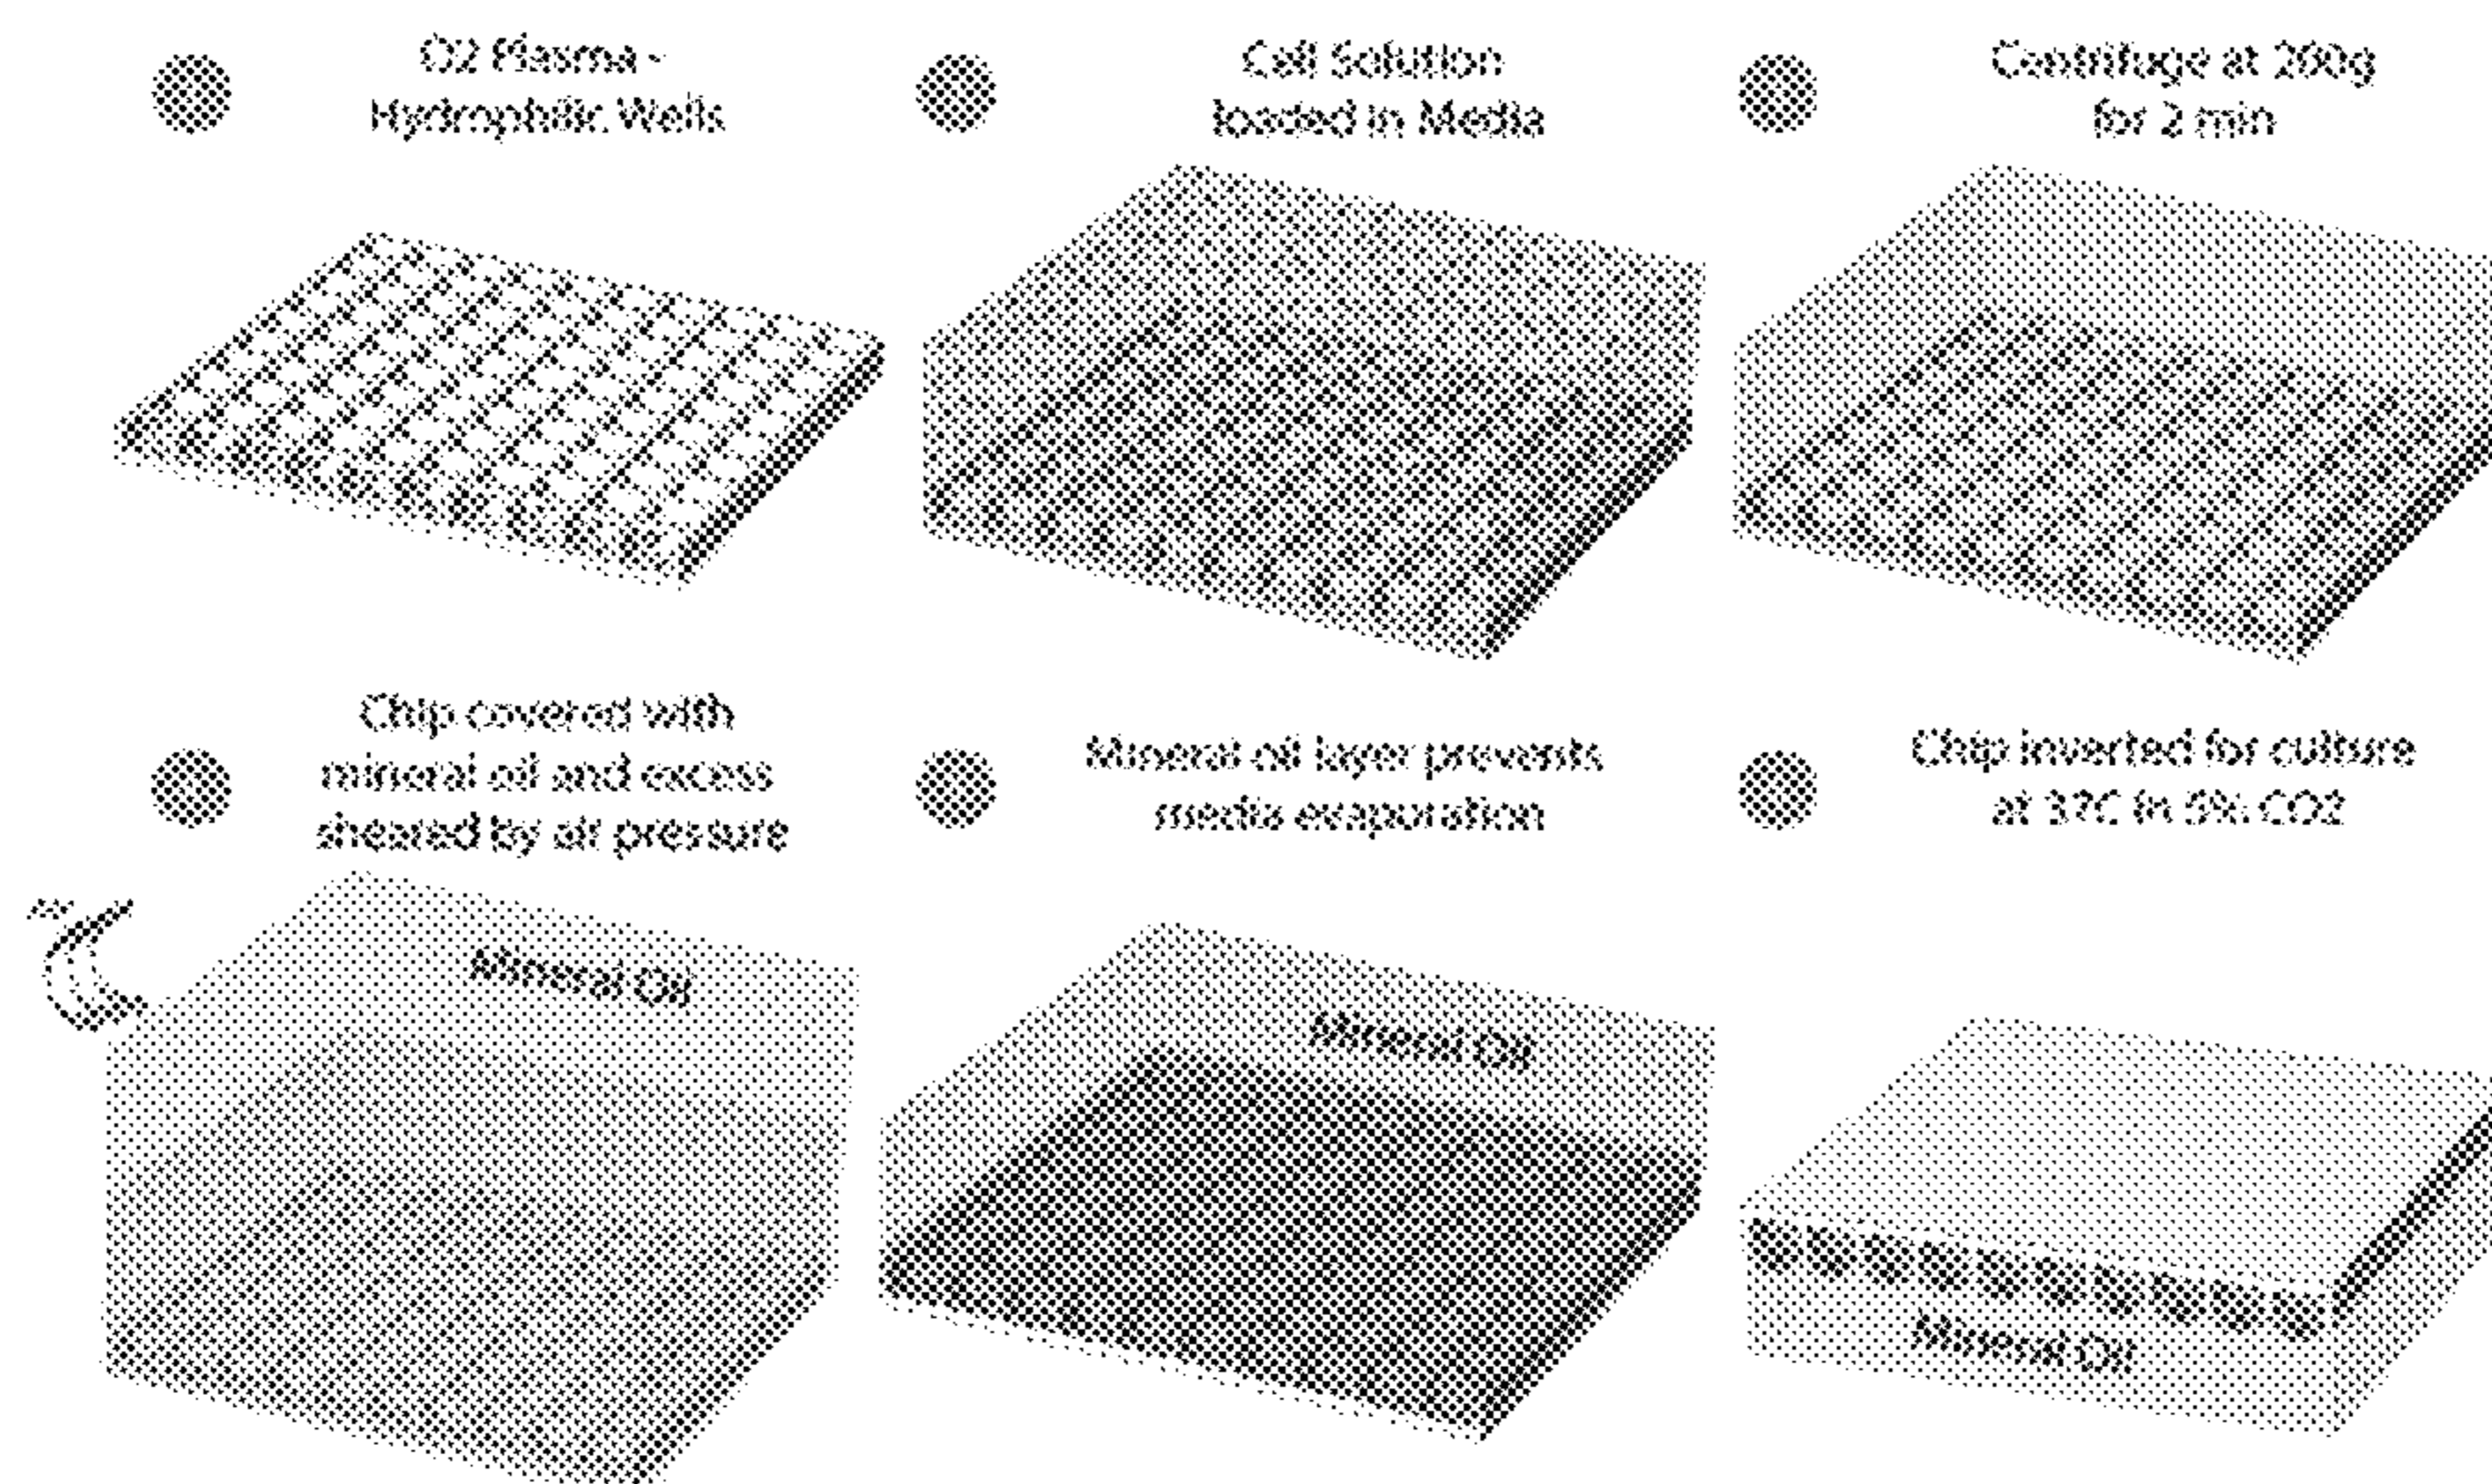 O2 Plasma -
Hydrophilic Wells
Cell Solution
loaded in Media
Centrifuge at 200g
for 2 min
Chip covered with
mineral oil and excess
sheared by air pressure
Mineral oil layer prevents
media evaporation
Chip inverted for culture
at 37C in 5% CO2
Mineral Oil
Mineral Oil
Mineral Oil